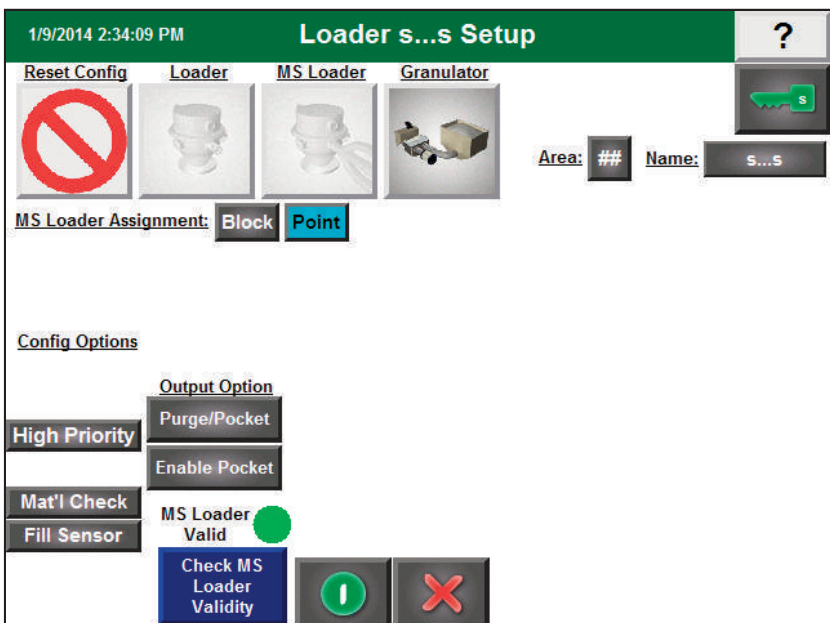 1/9/2014 2:34:09 PM Loader s...s Setup ?
Reset Config Loader MS Loader Granulator
s
Area: ## Name: s...s
MS Loader Assignment: Block Point
Config Options
Output Option
Purge/Pocket
High Priority
Enable Pocket
Mat'l Check
MS Loader
Valid
Fill Sensor
Check MS
Loader
Validity